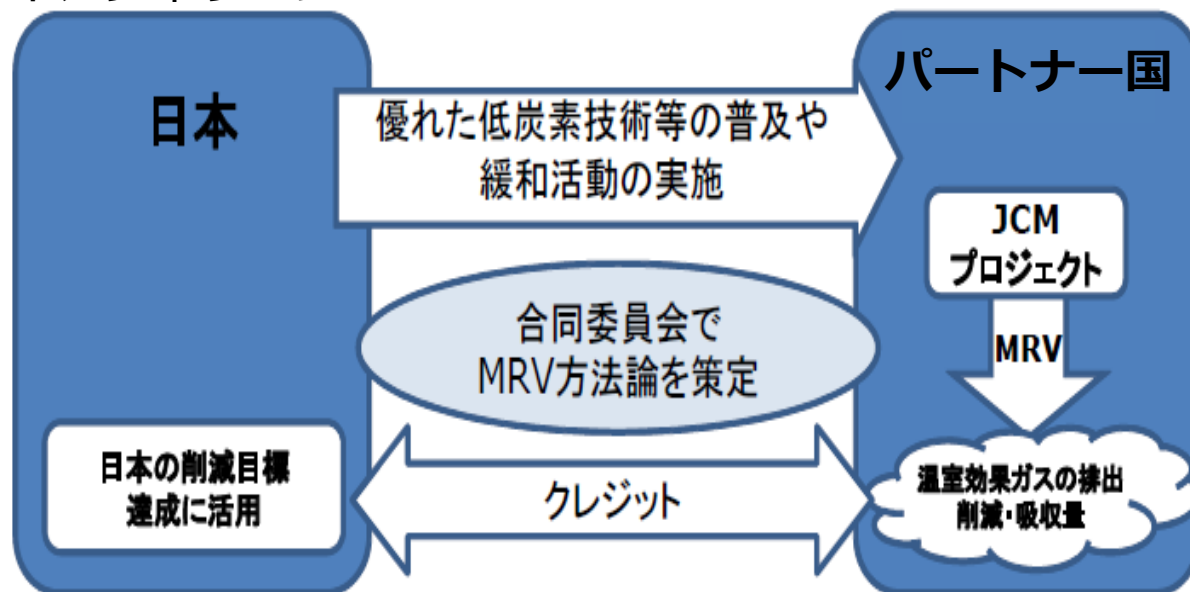 日本
パートナー国
優れた低炭素技術等の普及や
緩和活動の実施
JCM
プロジェクト
合同委員会で
MRV方法論を策定
MRV
日本の削減目標
達成に活用
クレジット
温室効果ガスの排出
削減・吸収量